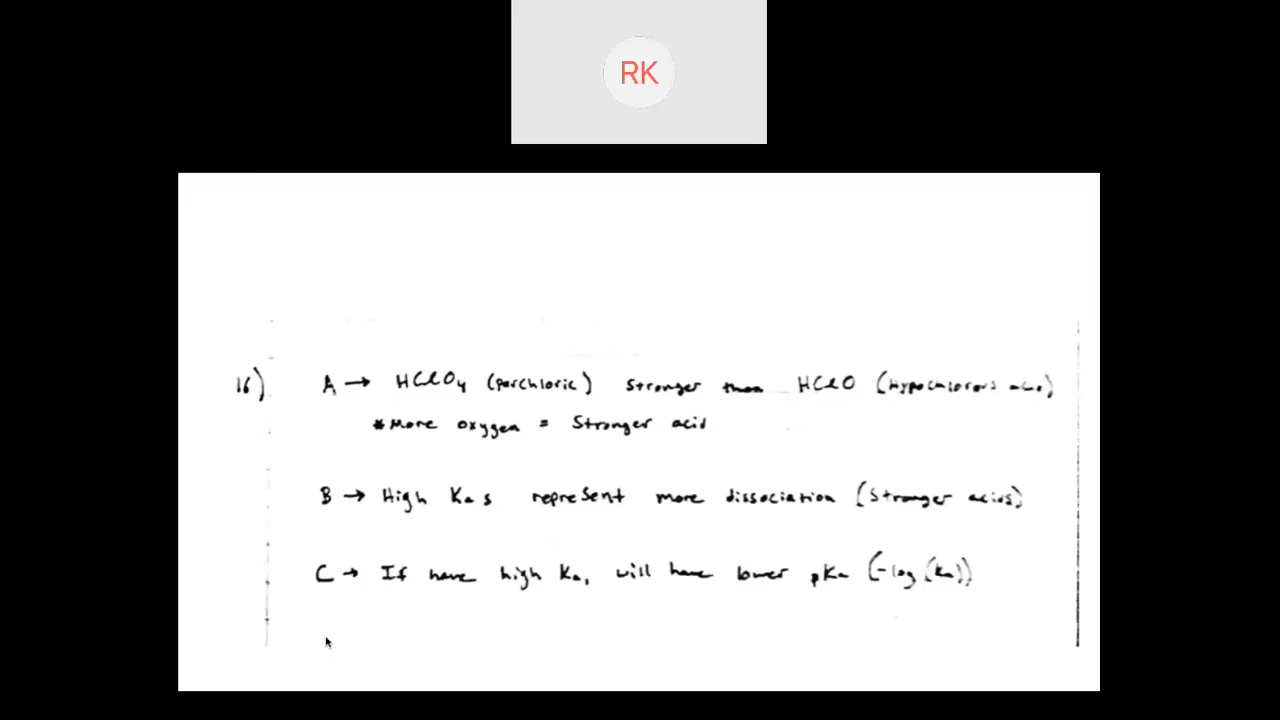 RK
16) A → HClO4 (perchloric) stronger than HClO (Hypochlorous acid)
*More oxygen = Stronger acid
B → High Kas represent more dissociation (Stronger acids)
C → If have high Ka, will have lower pKa (-log(Ka))